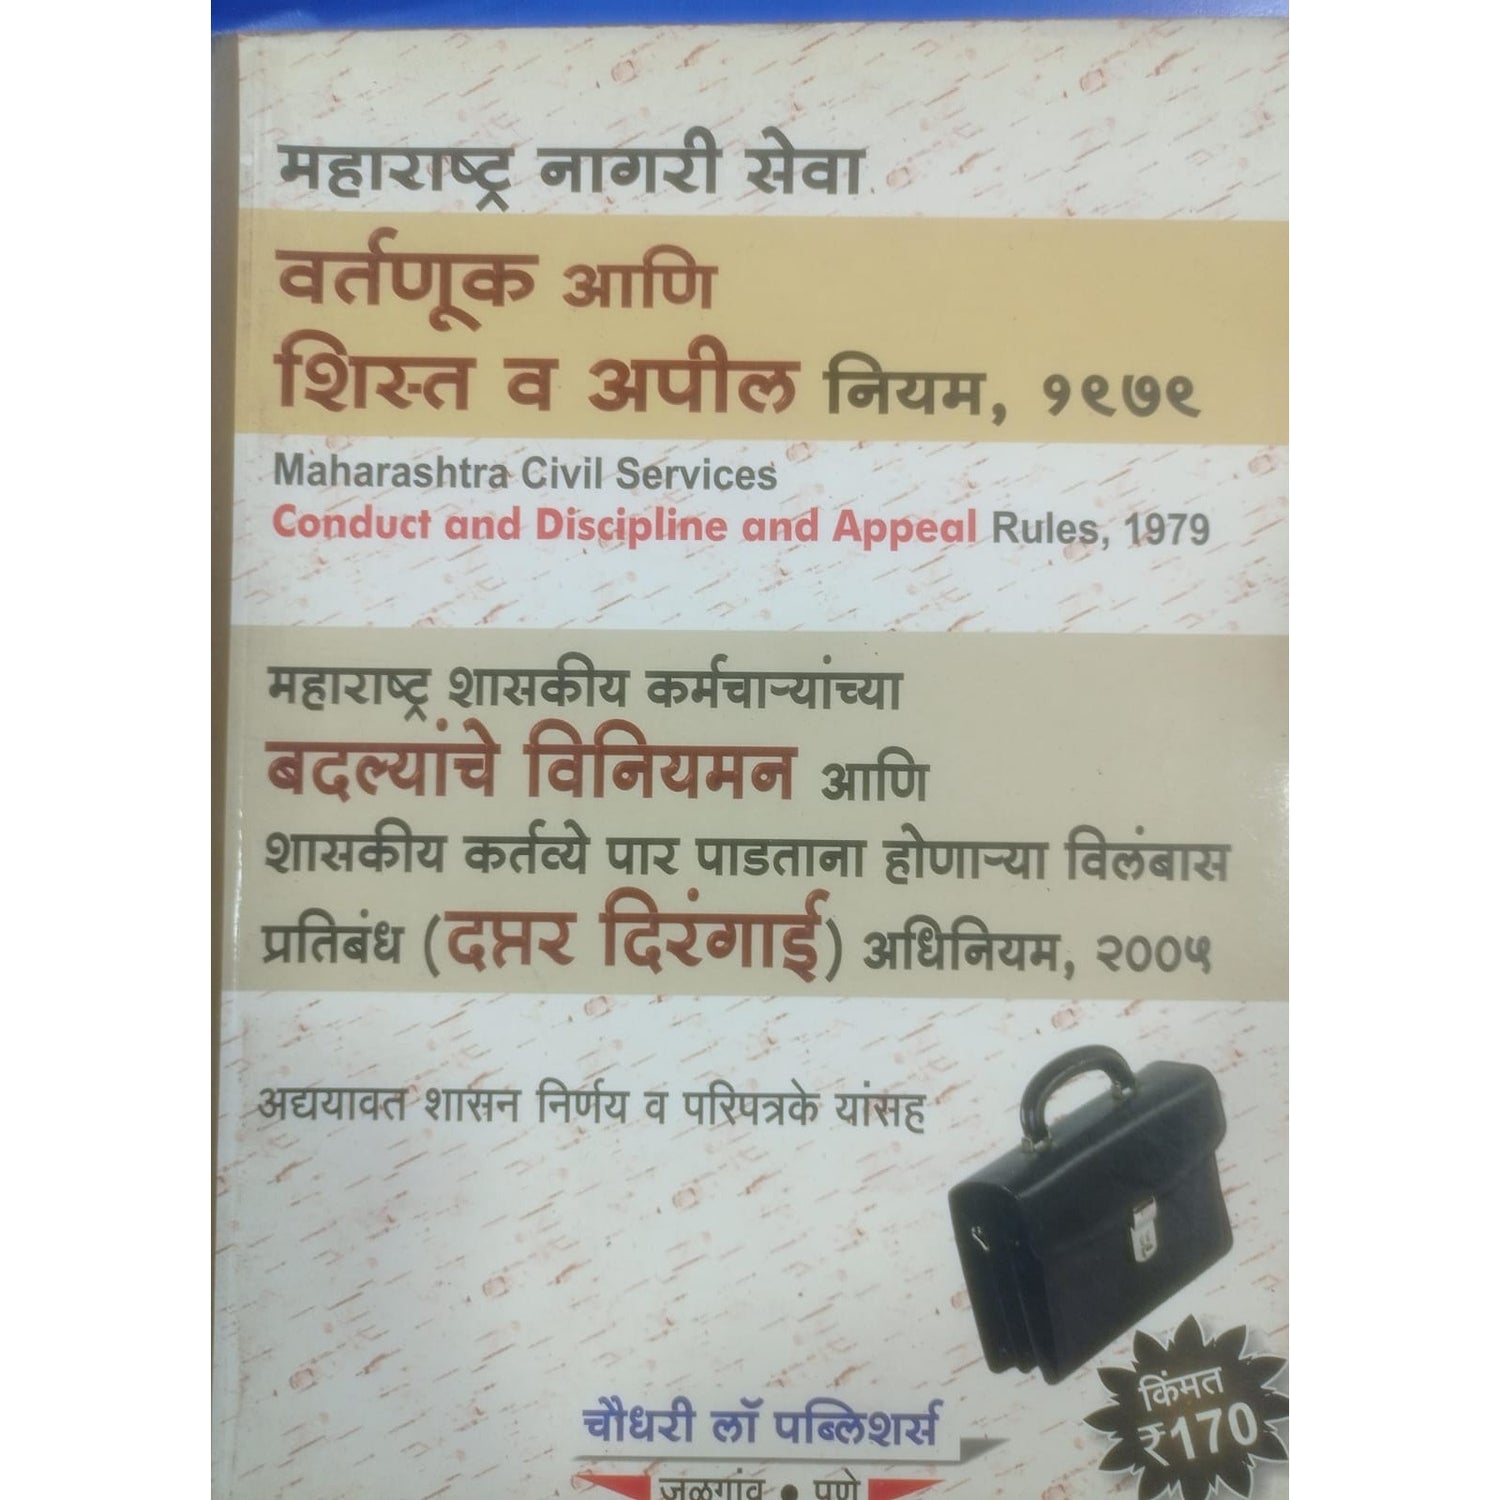 महाराष्ट्र नागरी सेवा
वर्तणूक आणि
शिस्त व अपील नियम, १९७९
Maharashtra Civil Services
Conduct and Discipline and Appeal Rules, 1979
महाराष्ट्र शासकीय कर्मचाऱ्यांच्या
बदल्यांचे विनियमन आणि
शासकीय कर्तव्ये पार पाडताना होणाऱ्या विलंबास
प्रतिबंध (दप्तर दिरंगाई) अधिनियम, २००५
अद्ययावत शासन निर्णय व परिपत्रके यांसह
किंमत
₹170
चौधरी लॉ पब्लिशर्स
जळगांव • पुणे